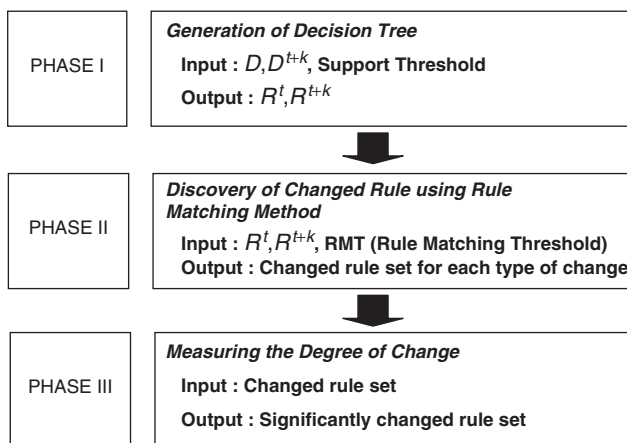 PHASE I
Generation of Decision Tree
Input : D,D^{t+k}, Support Threshold
Output : R^{t},R^{t+k}
PHASE II
Discovery of Changed Rule using Rule
Matching Method
Input : R^{t},R^{t+k}, RMT (Rule Matching Threshold)
Output : Changed rule set for each type of change
PHASE III
Measuring the Degree of Change
Input : Changed rule set
Output : Significantly changed rule set